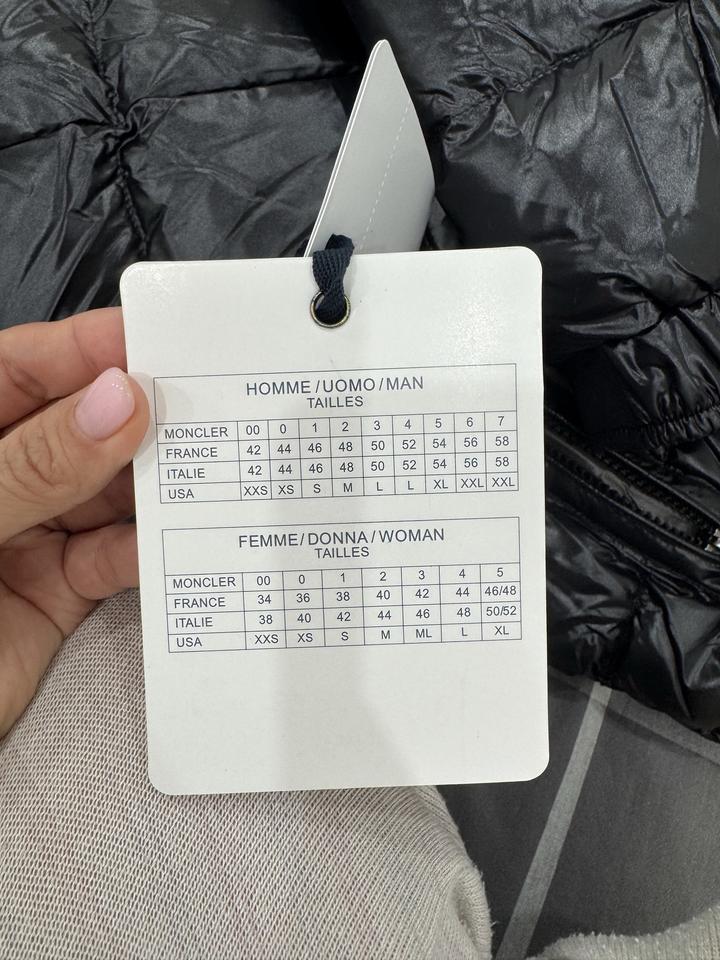 HOMME / UOMO / MAN
TAILLES
MONCLER 00 0 1 2 3 4 5 6 7
FRANCE 42 44 46 48 50 52 54 56 58
ITALIE 42 44 46 48 50 52 54 56 58
USA XXS XS S M L L XL XXL XXL
FEMME / DONNA / WOMAN
TAILLES
MONCLER 00 0 1 2 3 4 5
FRANCE 34 36 38 40 42 44 46/48
ITALIE 38 40 42 44 46 48 50/52
USA XXS XS S M ML L XL